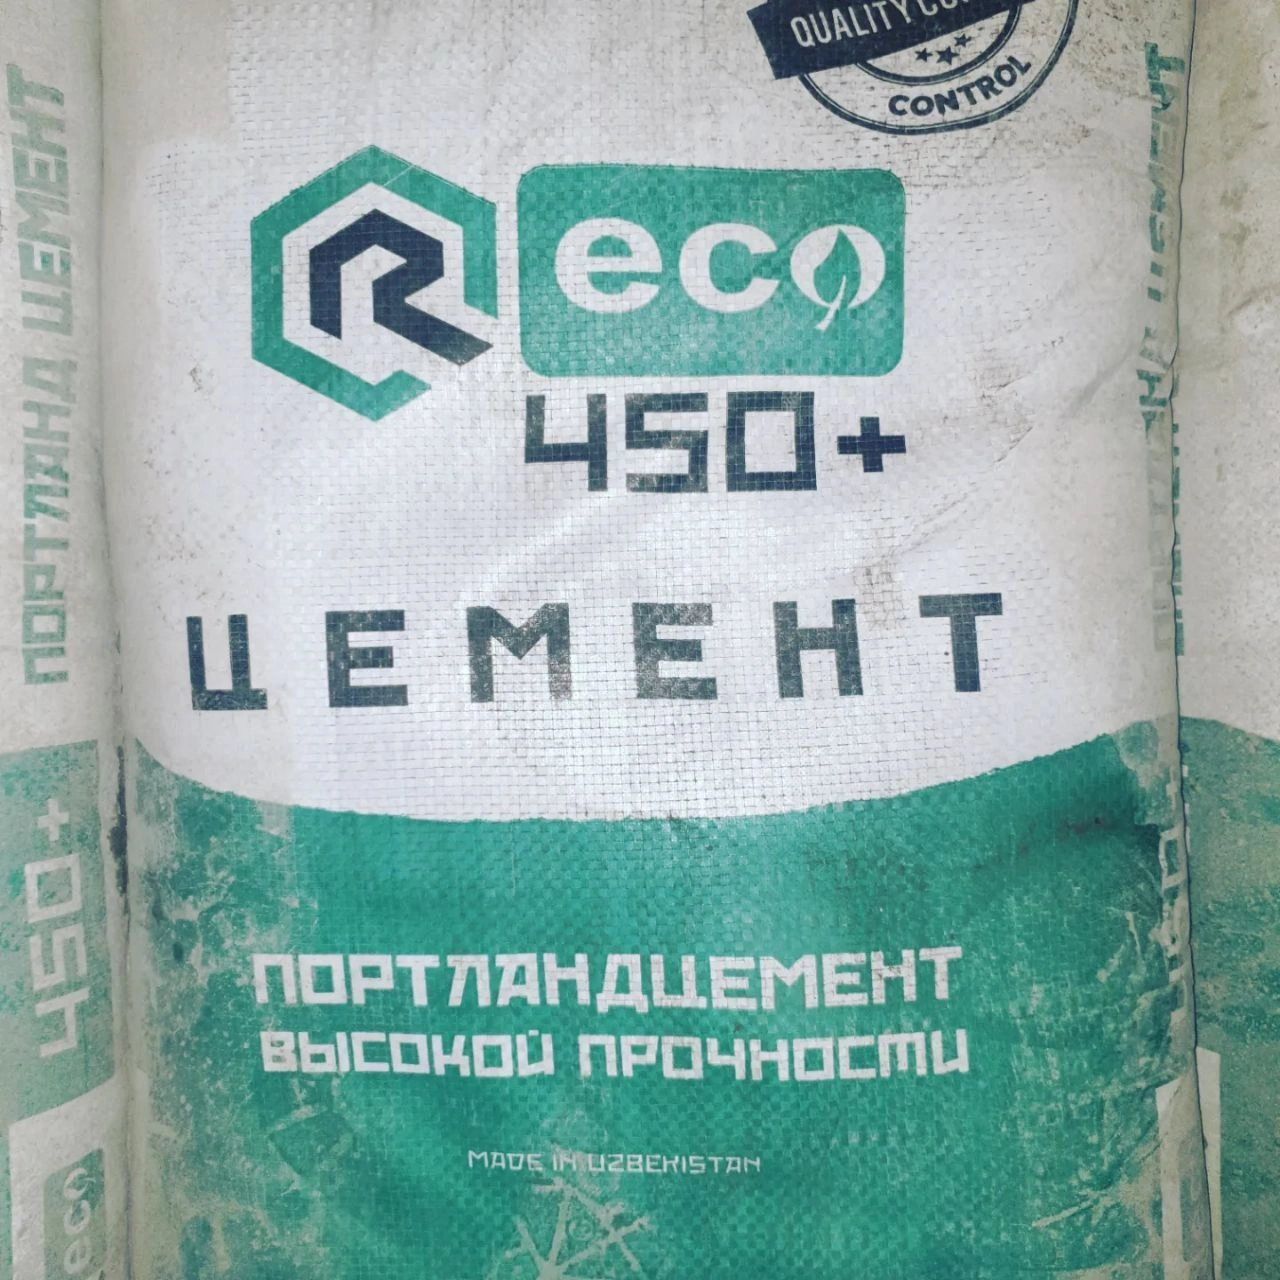 QUALITY
CONTROL
R eco
450+
ЦЕМЕНТ
ПОРТЛАНДЦЕМЕНТ
ВЫСОКОЙ ПРОЧНОСТИ
MADE IN UZBEKISTAN
ПОРТЛАНД ЦЕМЕНТ
450+
eco